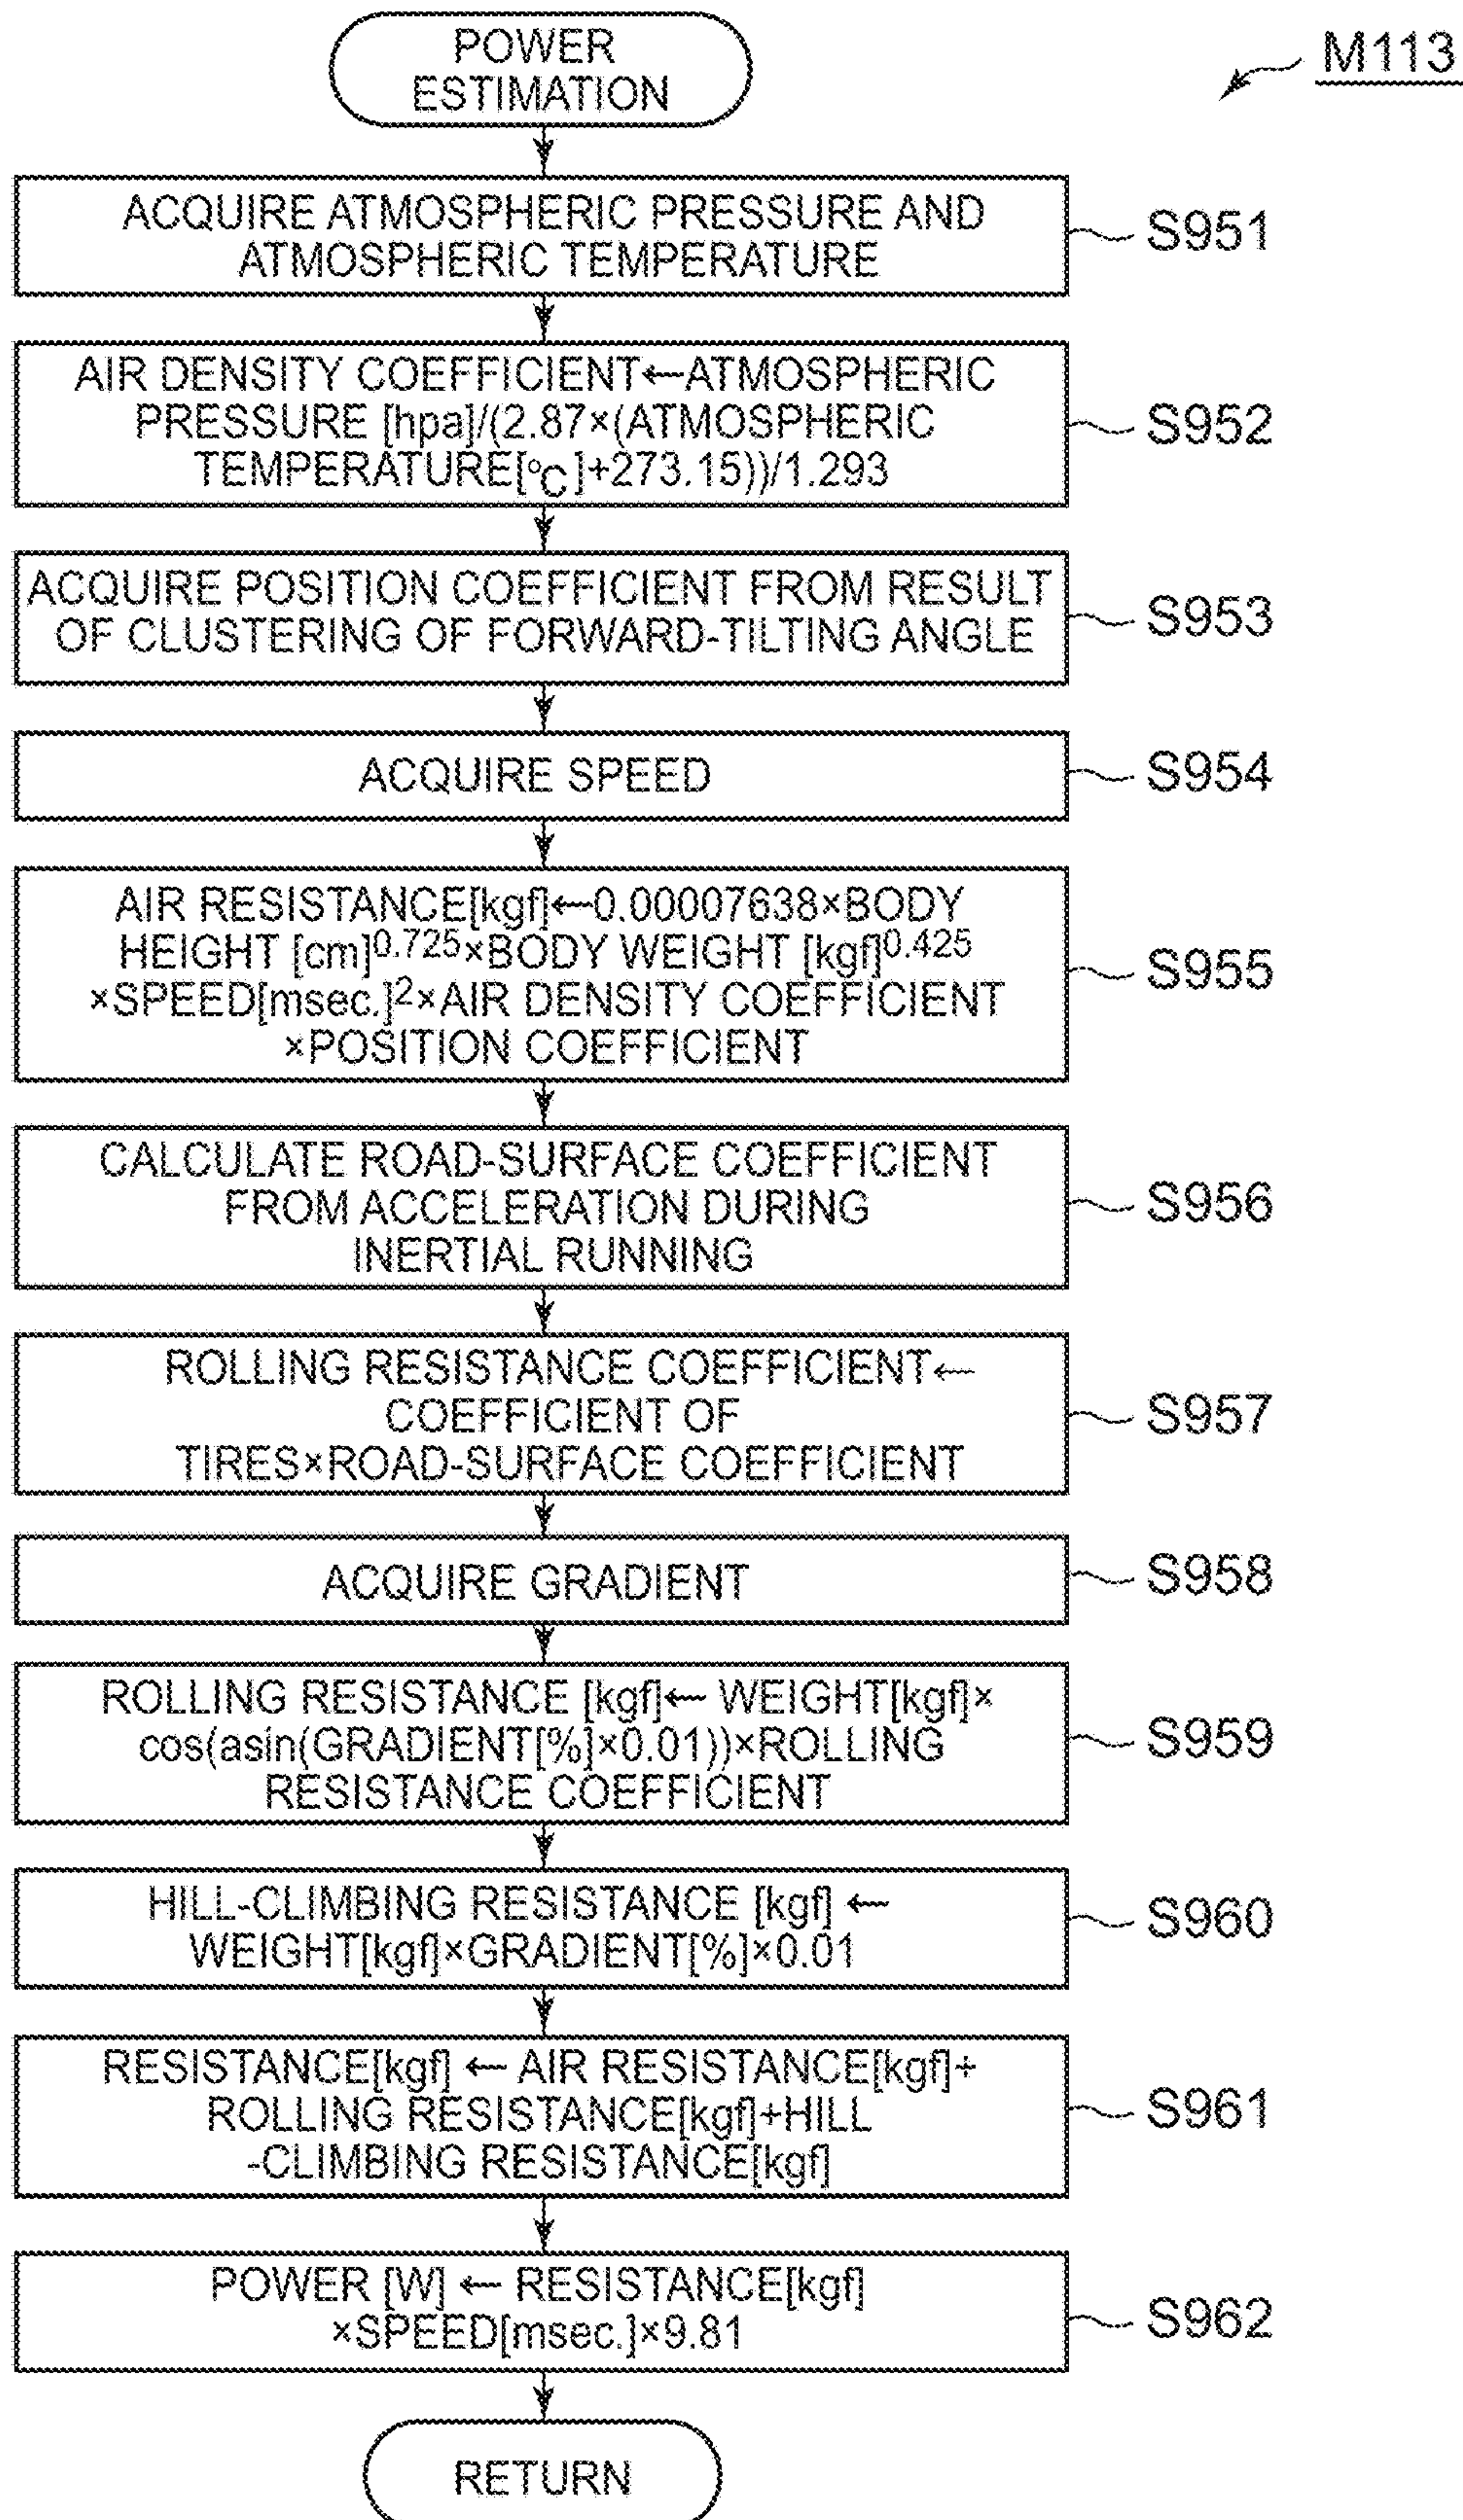 POWER
ESTIMATION
M113
ACQUIRE ATMOSPHERIC PRESSURE AND
ATMOSPHERIC TEMPERATURE
S951
AIR DENSITY COEFFICIENT←ATMOSPHERIC
PRESSURE [hpa]/(2.87×(ATMOSPHERIC
TEMPERATURE[℃]+273.15))/1.293
S952
ACQUIRE POSITION COEFFICIENT FROM RESULT
OF CLUSTERING OF FORWARD-TILTING ANGLE
S953
ACQUIRE SPEED
S954
AIR RESISTANCE[kgf]←0.00007638×BODY
HEIGHT [cm]^0.725×BODY WEIGHT [kgf]^0.425
×SPEED[msec.]^2×AIR DENSITY COEFFICIENT
×POSITION COEFFICIENT
S955
CALCULATE ROAD-SURFACE COEFFICIENT
FROM ACCELERATION DURING
INERTIAL RUNNING
S956
ROLLING RESISTANCE COEFFICIENT←
COEFFICIENT OF
TIRES×ROAD-SURFACE COEFFICIENT
S957
ACQUIRE GRADIENT
S958
ROLLING RESISTANCE [kgf]← WEIGHT[kgf]×
cos(asin(GRADIENT[%]×0.01))×ROLLING
RESISTANCE COEFFICIENT
S959
HILL-CLIMBING RESISTANCE [kgf] ←
WEIGHT[kgf]×GRADIENT[%]×0.01
S960
RESISTANCE[kgf] ← AIR RESISTANCE[kgf]+
ROLLING RESISTANCE[kgf]+HILL
-CLIMBING RESISTANCE[kgf]
S961
POWER [W] ← RESISTANCE[kgf]
×SPEED[msec.]×9.81
S962
RETURN